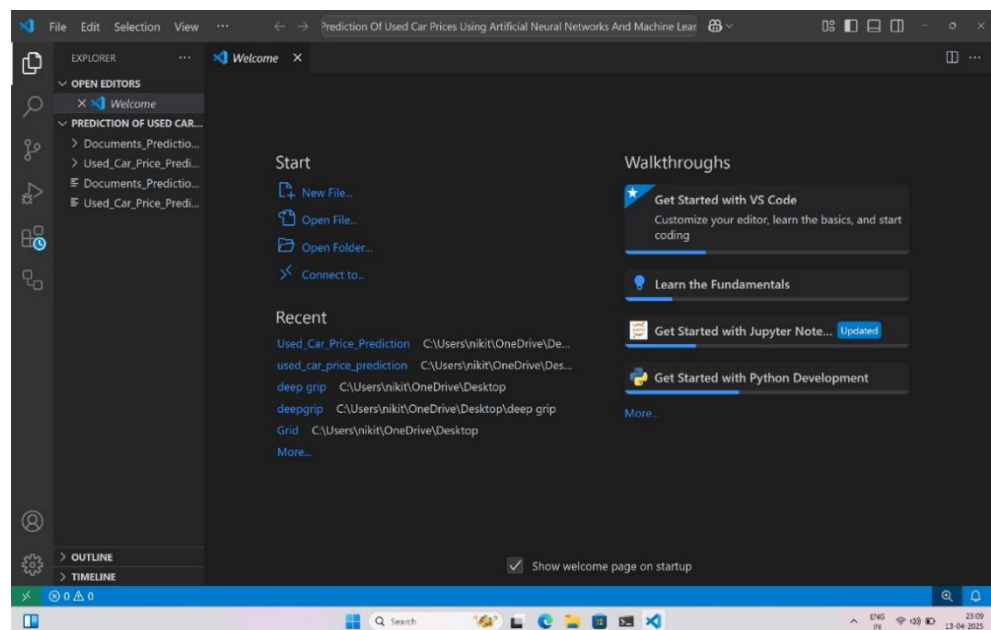 File Edit Selection View ... Prediction Of Used Car Prices Using Artificial Neural Networks And Machine Lear
EXPLORER ...
OPEN EDITORS
Welcome
PREDICTION OF USED CAR...
Documents_Predictio...
Used_Car_Price_Predi...
Documents_Predictio...
Used_Car_Price_Predi...
OUTLINE
TIMELINE
Welcome
Start
New File...
Open File...
Open Folder...
Connect to...
Recent
Used_Car_Price_Prediction C:\Users\nikit\OneDrive\De...
used_car_price_prediction C:\Users\nikit\OneDrive\Des...
deep grip C:\Users\nikit\OneDrive\Desktop
deepgrip C:\Users\nikit\OneDrive\Desktop\deep grip
Grid C:\Users\nikit\OneDrive\Desktop
More...
Walkthroughs
Get Started with VS Code
Customize your editor, learn the basics, and start
coding
Learn the Fundamentals
Get Started with Jupyter Note... Updated
Get Started with Python Development
More...
Show welcome page on startup
0 0
Search
ENG
IN
23:09
13-04-2025